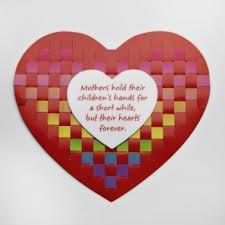 Mothers hold their
children's hands for
a short while,
but their hearts
forever.